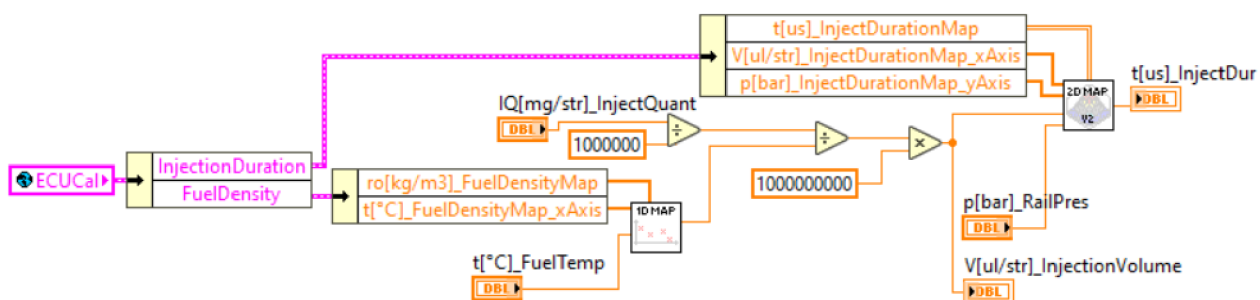 t[us]_InjectDurationMap
V[ul/str]_InjectDurationMap_xAxis
p[bar]_InjectDurationMap_yAxis
t[us]_InjectDur
2D MAP
V2
DBL
IQ[mg/str]_InjectQuant
DBL
÷
÷
×
1000000
ECUCal
InjectionDuration
FuelDensity
ro[kg/m3]_FuelDensityMap
t[°C]_FuelDensityMap_xAxis
1D MAP
1000000000
p[bar]_RailPres
DBL
t[°C]_FuelTemp
DBL
V[ul/str]_InjectionVolume
DBL